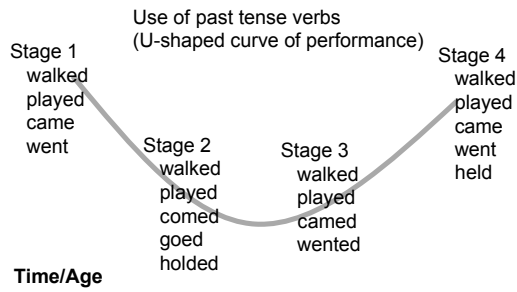 Use of past tense verbs
(U-shaped curve of performance)
Stage 1
walked
played
came
went
Stage 2
walked
played
comed
goed
holded
Stage 3
walked
played
camed
wented
Stage 4
walked
played
came
went
held
Time/Age